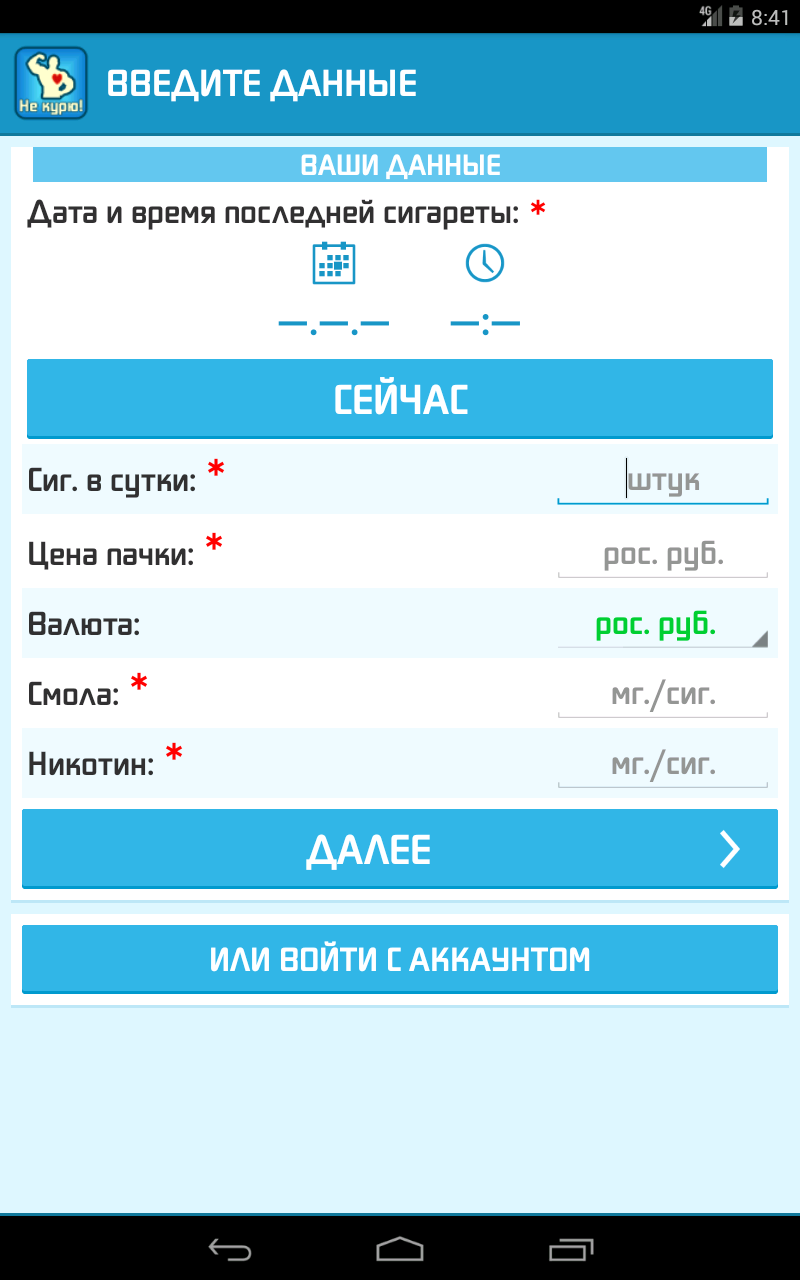 4G 8:41
Не курю!
ВВЕДИТЕ ДАННЫЕ
ВАШИ ДАННЫЕ
Дата и время последней сигареты: *
—.—.— —:—
СЕЙЧАС
Сиг. в сутки: * штук
Цена пачки: * рос. руб.
Валюта: рос. руб.
Смола: * мг./сиг.
Никотин: * мг./сиг.
ДАЛЕЕ
ИЛИ ВОЙТИ С АККАУНТОМ